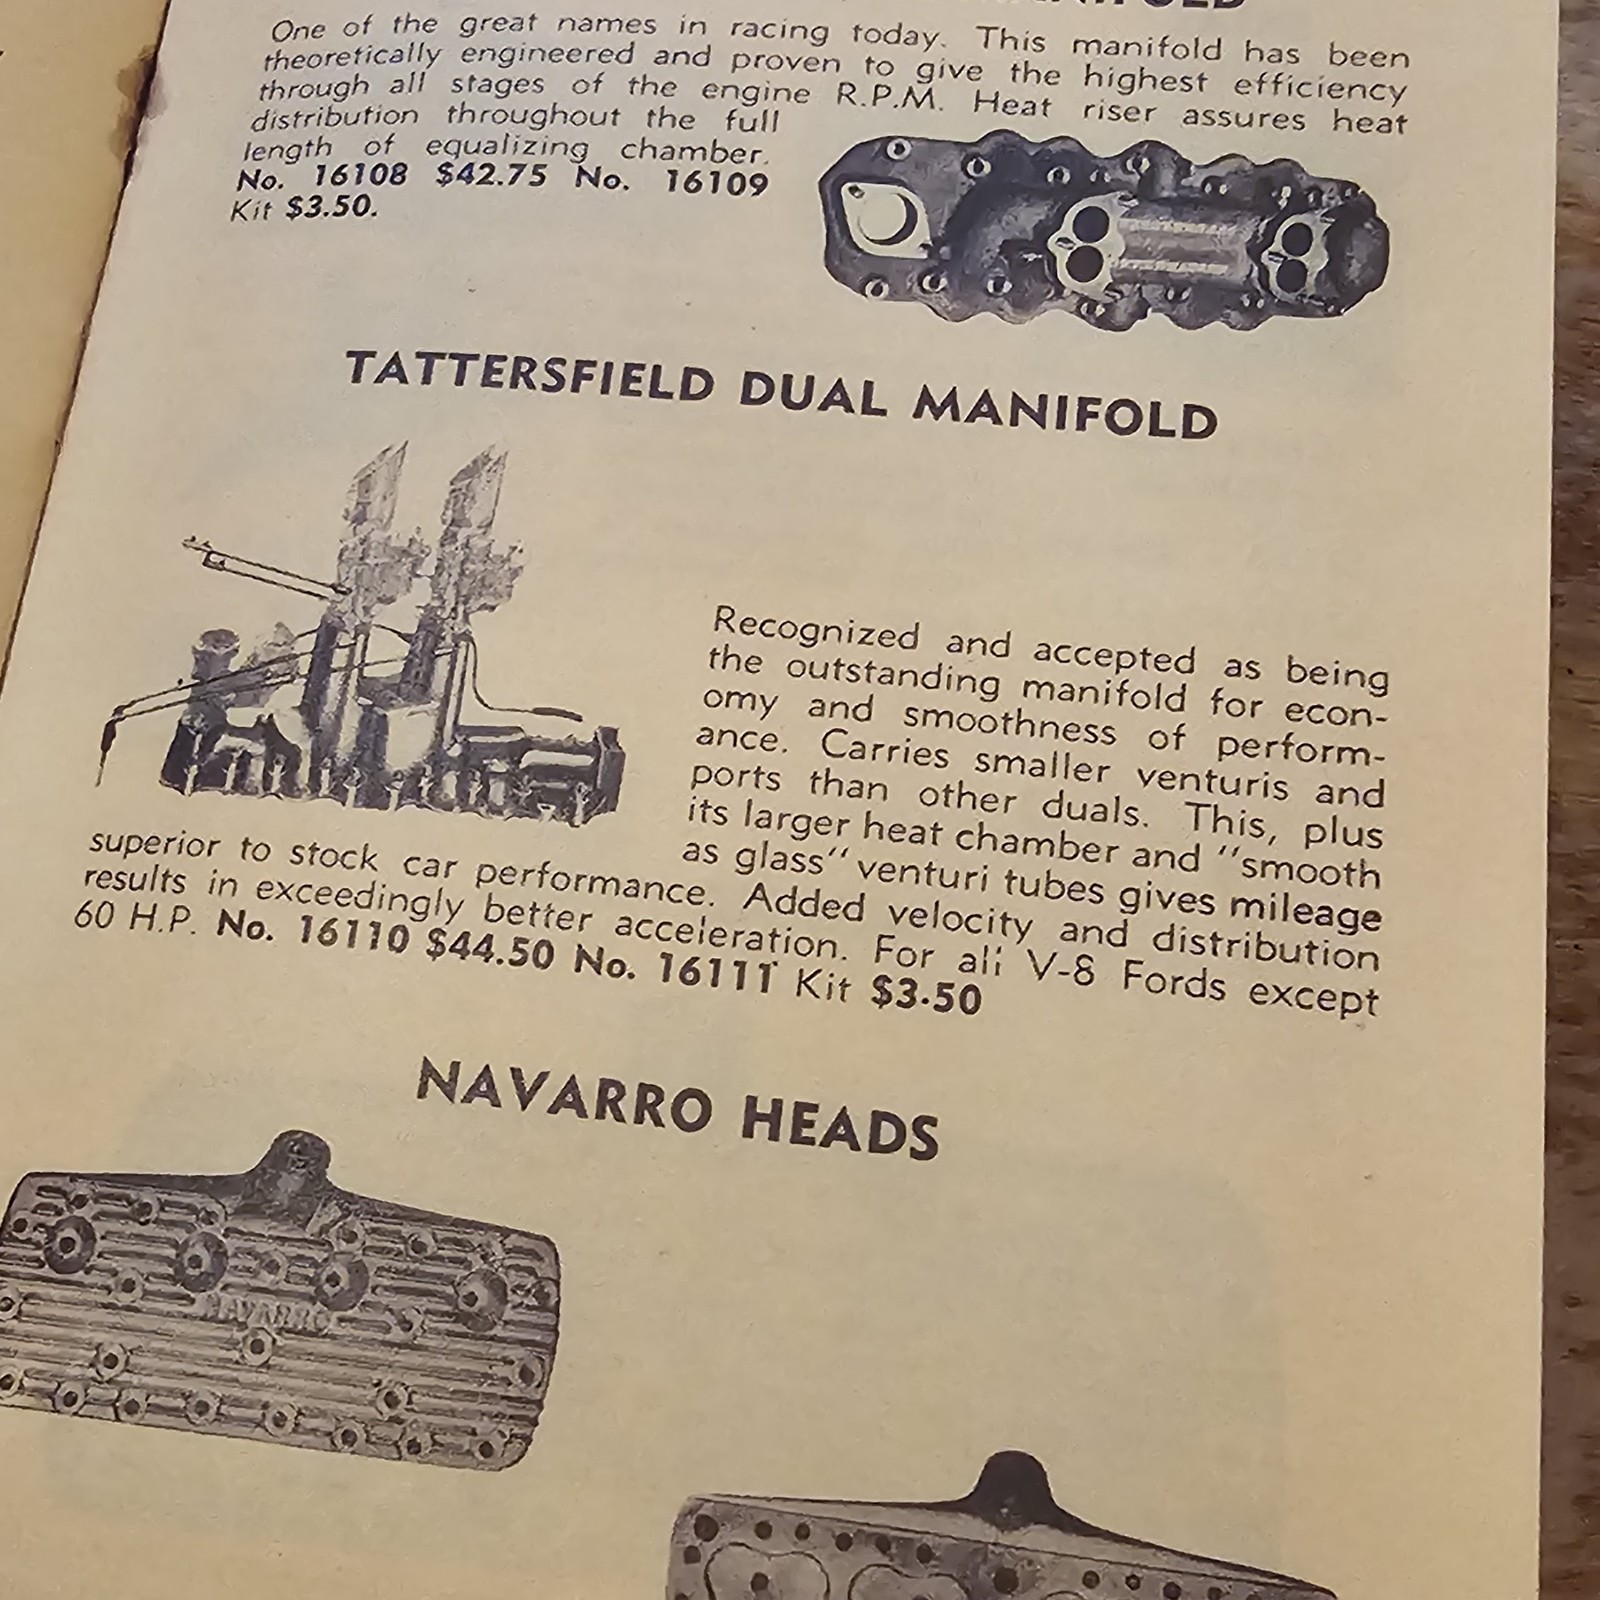 One of the great names in racing today. This manifold has been
theoretically engineered and proven to give the highest efficiency
through all stages of the engine R.P.M. Heat riser assures heat
distribution throughout the full
length of equalizing chamber.
No. 16108 $42.75 No. 16109
Kit $3.50.
TATTERSFIELD DUAL MANIFOLD
Recognized and accepted as being
the outstanding manifold for econ-
omy and smoothness of perform-
ance. Carries smaller venturis and
ports than other duals. This, plus
its larger heat chamber and "smooth
as glass" venturi tubes gives mileage
superior to stock car performance. Added velocity and distribution
results in exceedingly better acceleration. For all V-8 Fords except
60 H.P. No. 16110 $44.50 No. 16111 Kit $3.50
NAVARRO HEADS
NAVARRO